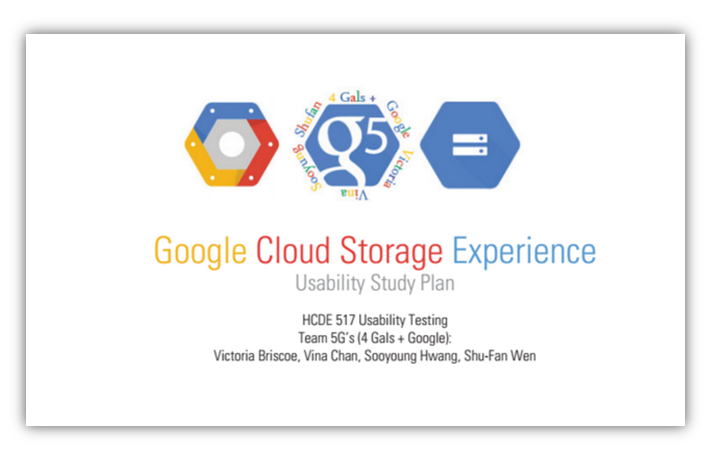 Shufan 4 Gals + Google Victoria Vina Sooyung
g5
Google Cloud Storage Experience
Usability Study Plan
HCDE 517 Usability Testing
Team 5G's (4 Gals + Google):
Victoria Briscoe, Vina Chan, Sooyoung Hwang, Shu-Fan Wen